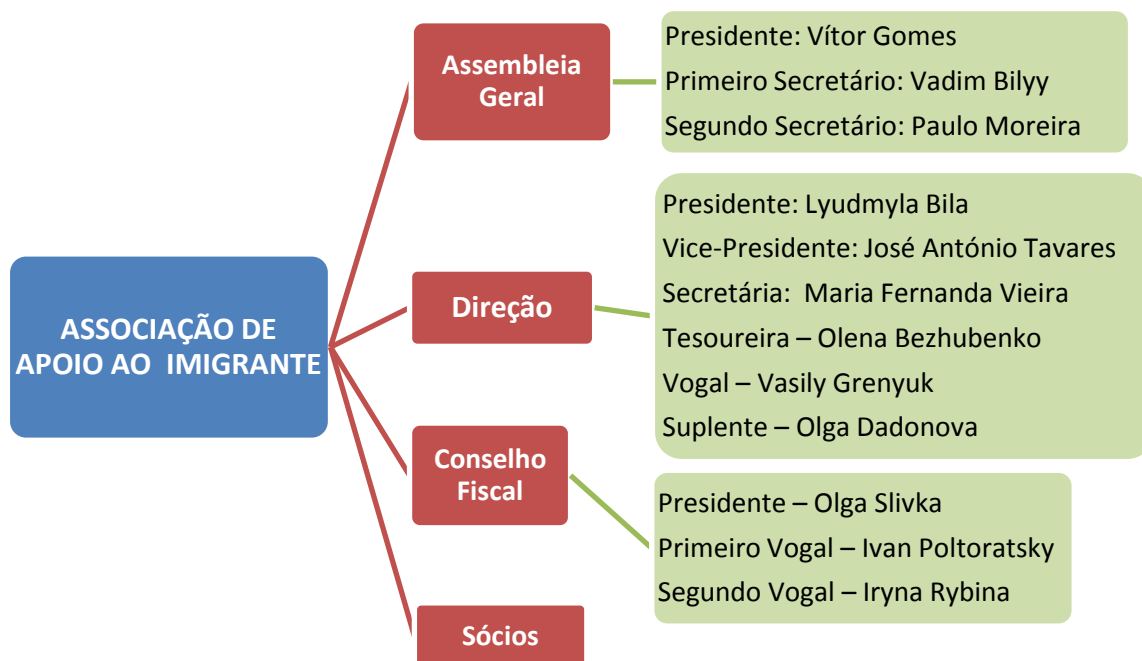 ASSOCIAÇÃO DE
APOIO AO  IMIGRANTE
Assembleia
Geral
Presidente: Vítor Gomes
Primeiro Secretário: Vadim Bilyy
Segundo Secretário: Paulo Moreira
Direção
Presidente: Lyudmyla Bila
Vice-Presidente: José António Tavares
Secretária:  Maria Fernanda Vieira
Tesoureira – Olena Bezhubenko
Vogal – Vasily Grenyuk
Suplente – Olga Dadonova
Conselho
Fiscal
Presidente – Olga Slivka
Primeiro Vogal – Ivan Poltoratsky
Segundo Vogal – Iryna Rybina
Sócios